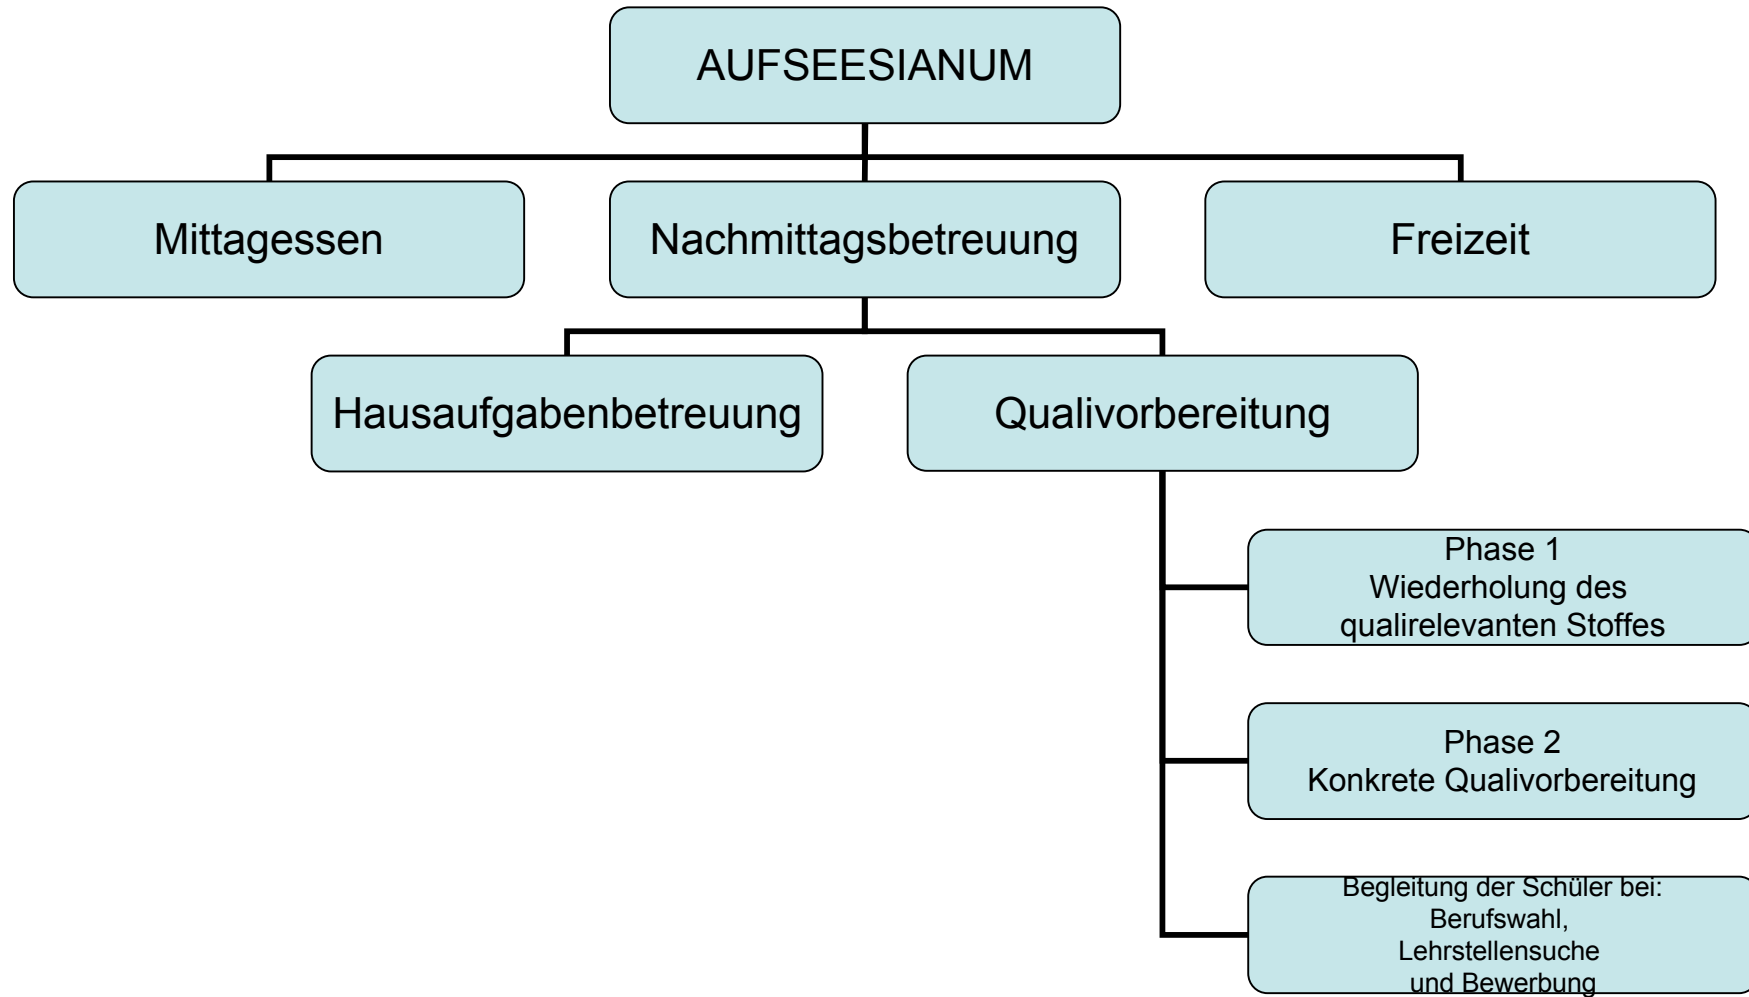 AUFSEESIANUM
Mittagessen
Nachmittagsbetreuung
Freizeit
Hausaufgabenbetreuung
Qualivorbereitung
Phase 1
Wiederholung des
qualirelevanten Stoffes
Phase 2
Konkrete Qualivorbereitung
Begleitung der Schüler bei:
Berufswahl,
Lehrstellensuche
und Bewerbung